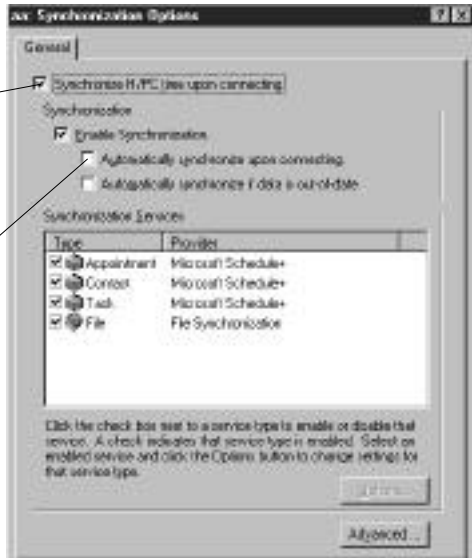 aa: Synchronization Options
General
Synchronize H/PC time upon connecting
Synchronization
Enable Synchronization
Automatically synchronize upon connecting.
Automatically synchronize if data is out-of-date.
Synchronization Services
Type Provider
Appointment Microsoft Schedule+
Contact Microsoft Schedule+
Task Microsoft Schedule+
File File Synchronization
Click the check box next to a service type to enable or disable that
service. A check indicates that service type is enabled. Select an
enabled service and click the Options button to change settings for
that service type.
Options...
Advanced...